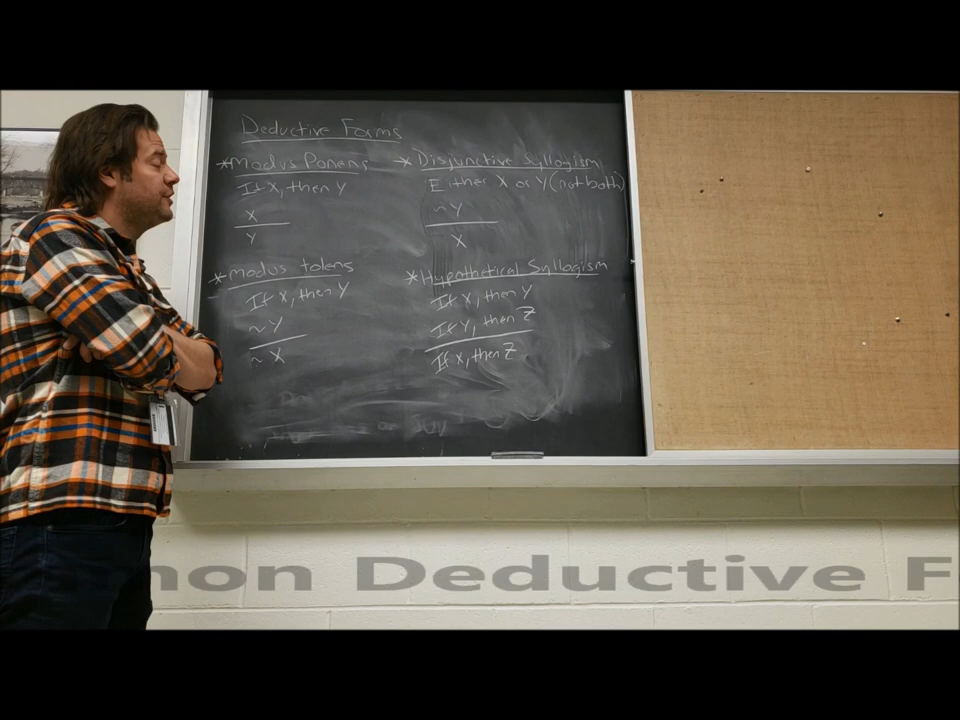 Deductive Forms
*Modus Ponens
If X, then Y
X
Y
*Modus tolens
If X, then Y
~Y
~X
*Disjunctive Syllogism
Either X or Y (not both)
~Y
X
*Hypothetical Syllogism
If X, then Y
If Y, then Z
If X, then Z
mon Deductive F